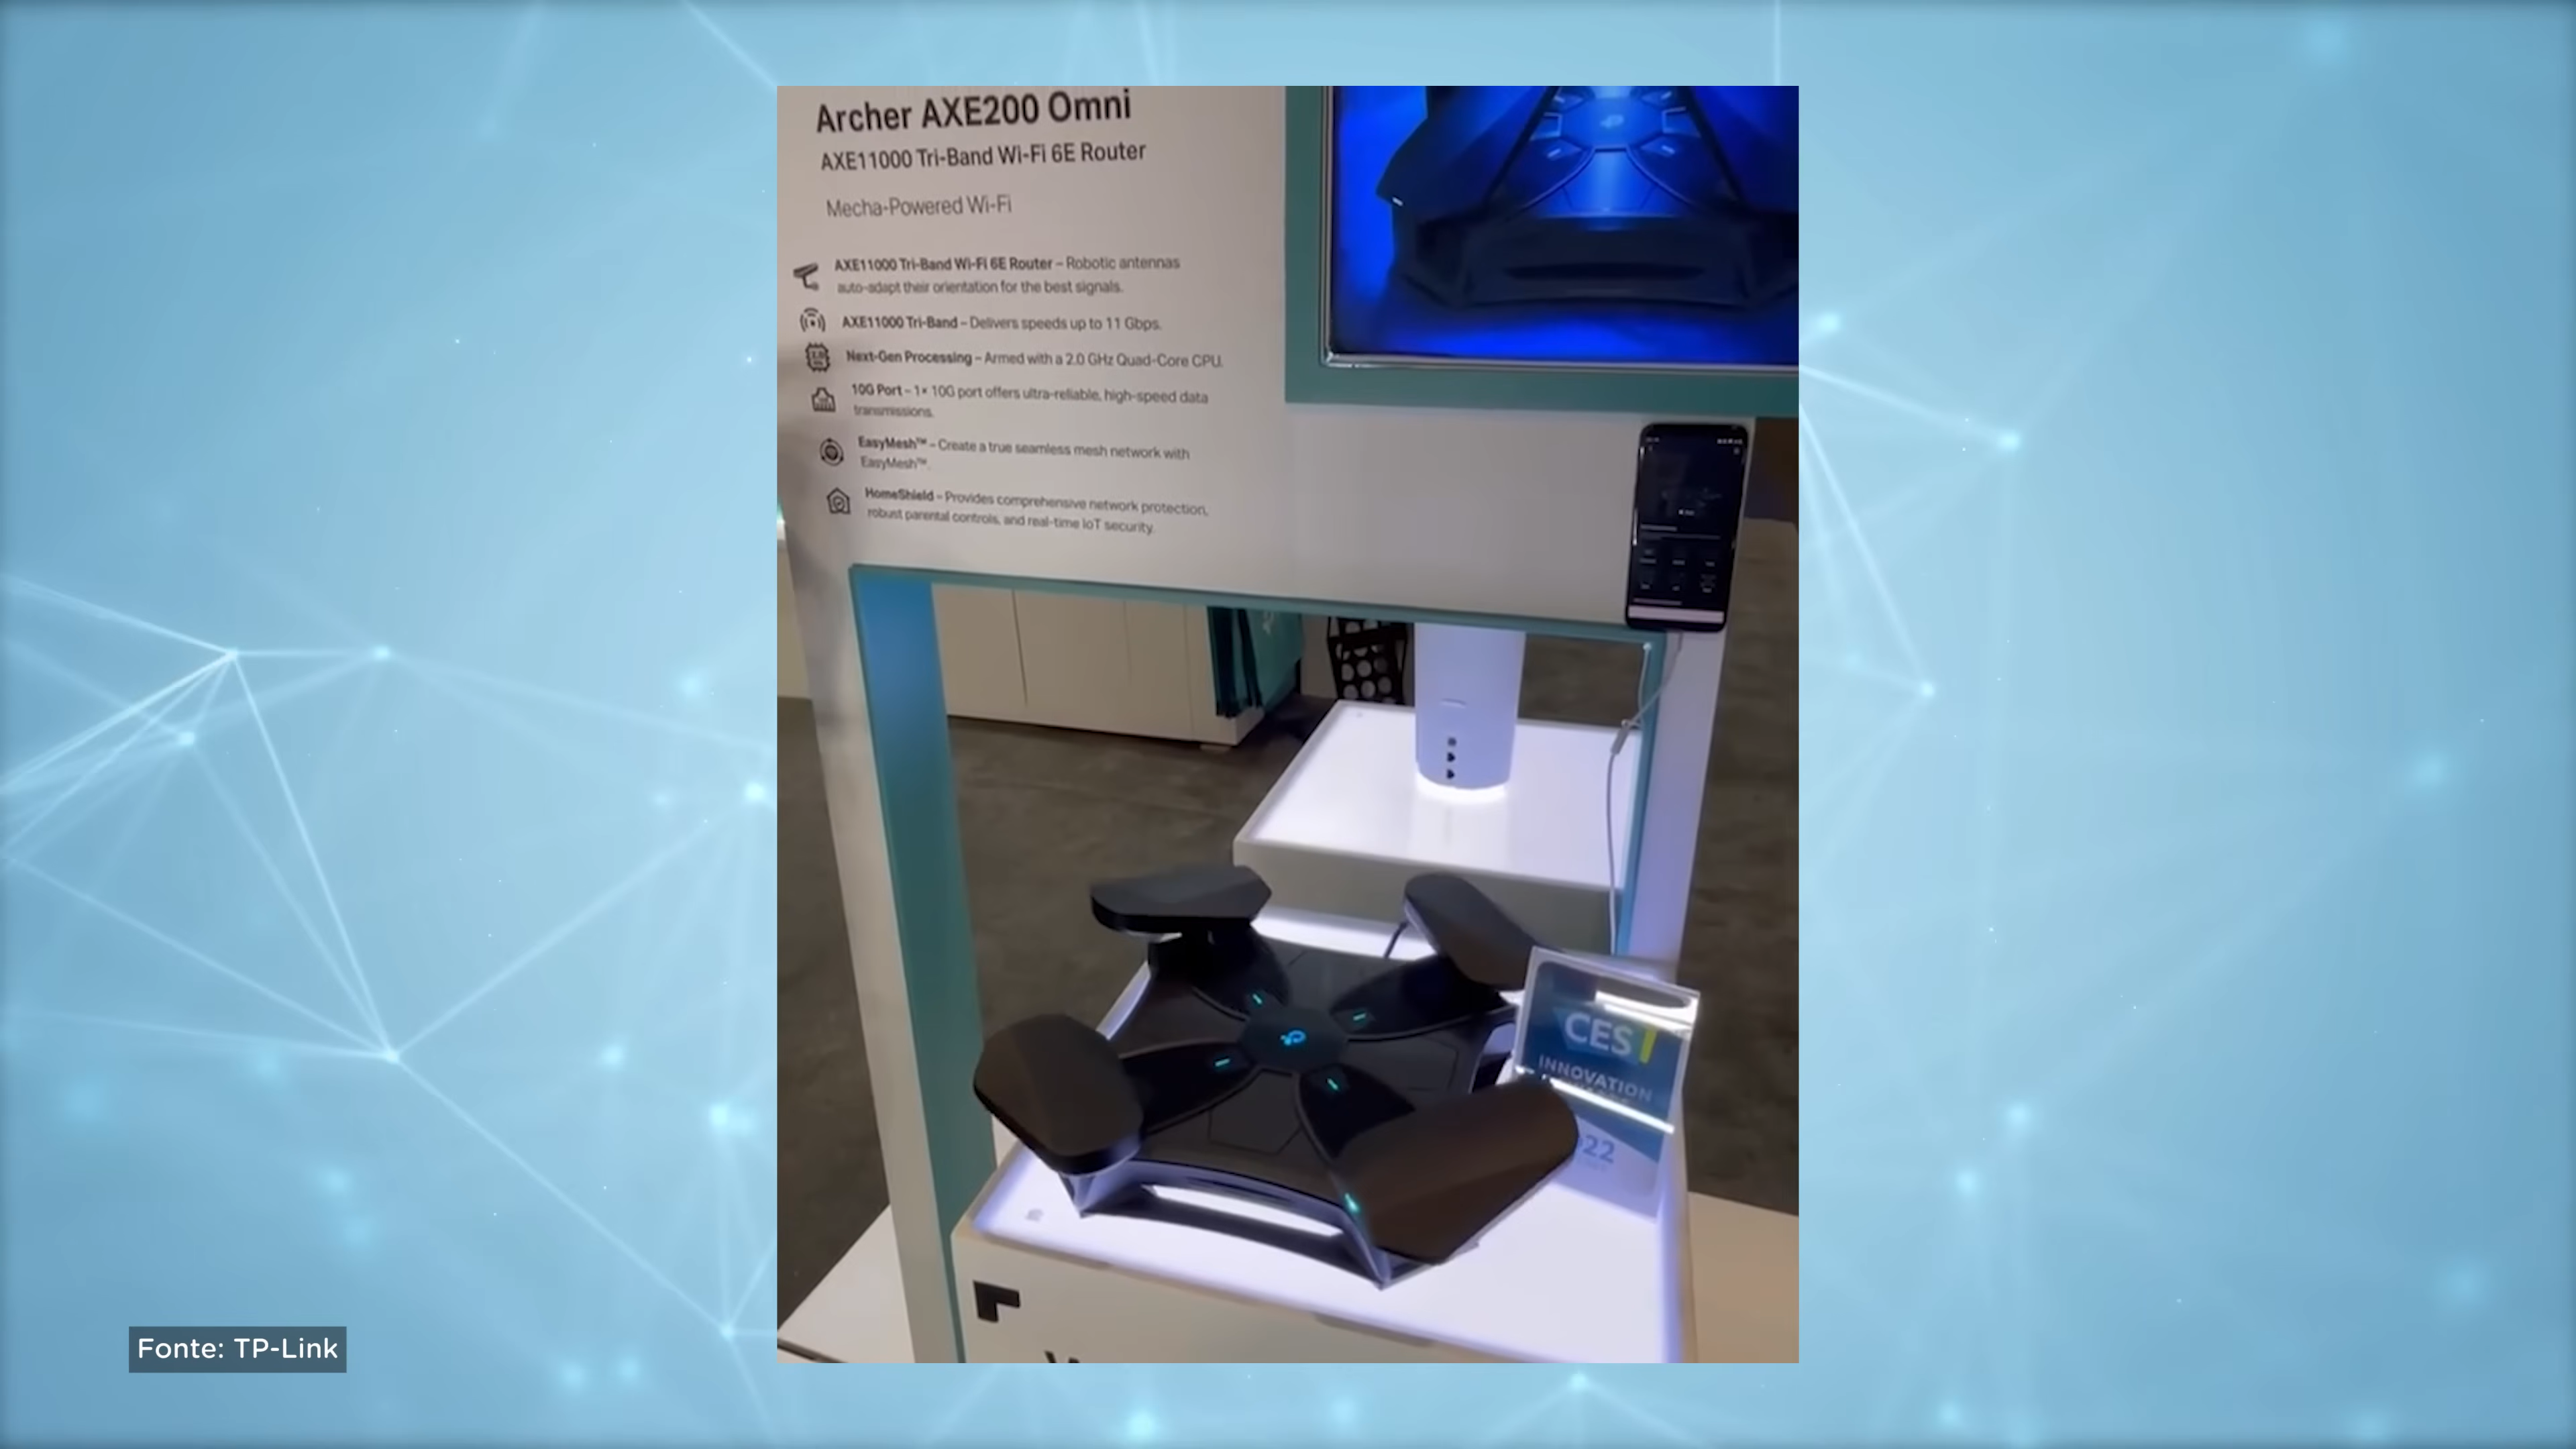 Archer AXE200 Omni
AXE11000 Tri-Band Wi-Fi 6E Router
Mecha-Powered Wi-Fi
AXE11000 Tri-Band Wi-Fi 6E Router – Robotic antennas
auto-adapt their orientation for the best signals.
AXE11000 Tri-Band – Delivers speeds up to 11 Gbps.
Next-Gen Processing – Armed with a 2.0 GHz Quad-Core CPU.
10G Port – 1× 10G port offers ultra-reliable, high-speed data
transmissions.
EasyMesh™ – Create a true seamless mesh network with
EasyMesh™.
HomeShield – Provides comprehensive network protection,
robust parental controls, and real-time IoT security.
CES
INNOVATION
22
Fonte: TP-Link